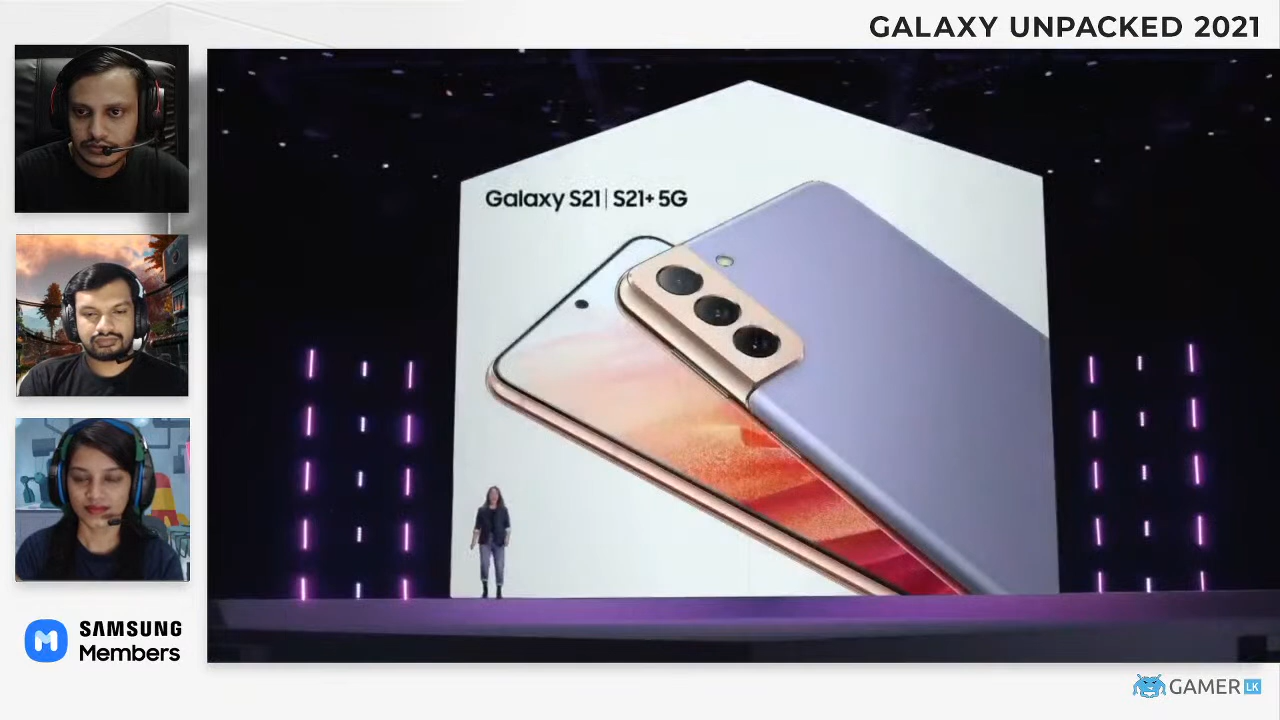 GALAXY UNPACKED 2021
Galaxy S21 | S21+ 5G
SAMSUNG
Members
GAMER LK